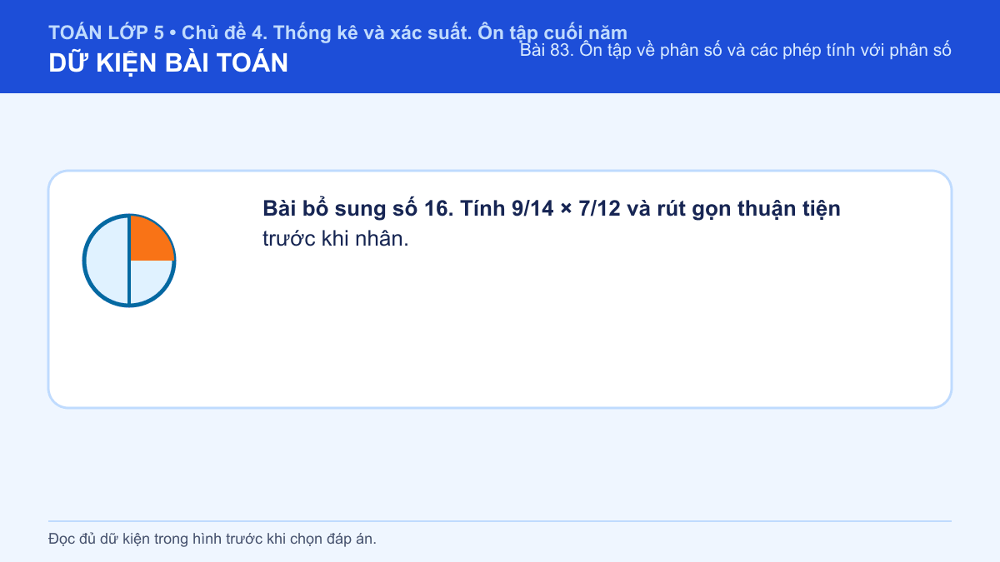 TOÁN LỚP 5 • Chủ đề 4. Thống kê và xác suất. Ôn tập cuối năm
DỮ KIỆN BÀI TOÁN
Bài 83. Ôn tập về phân số và các phép tính với phân số
Bài bổ sung số 16. Tính 9/14 × 7/12 và rút gọn thuận tiện
trước khi nhân.
Đọc đủ dữ kiện trong hình trước khi chọn đáp án.